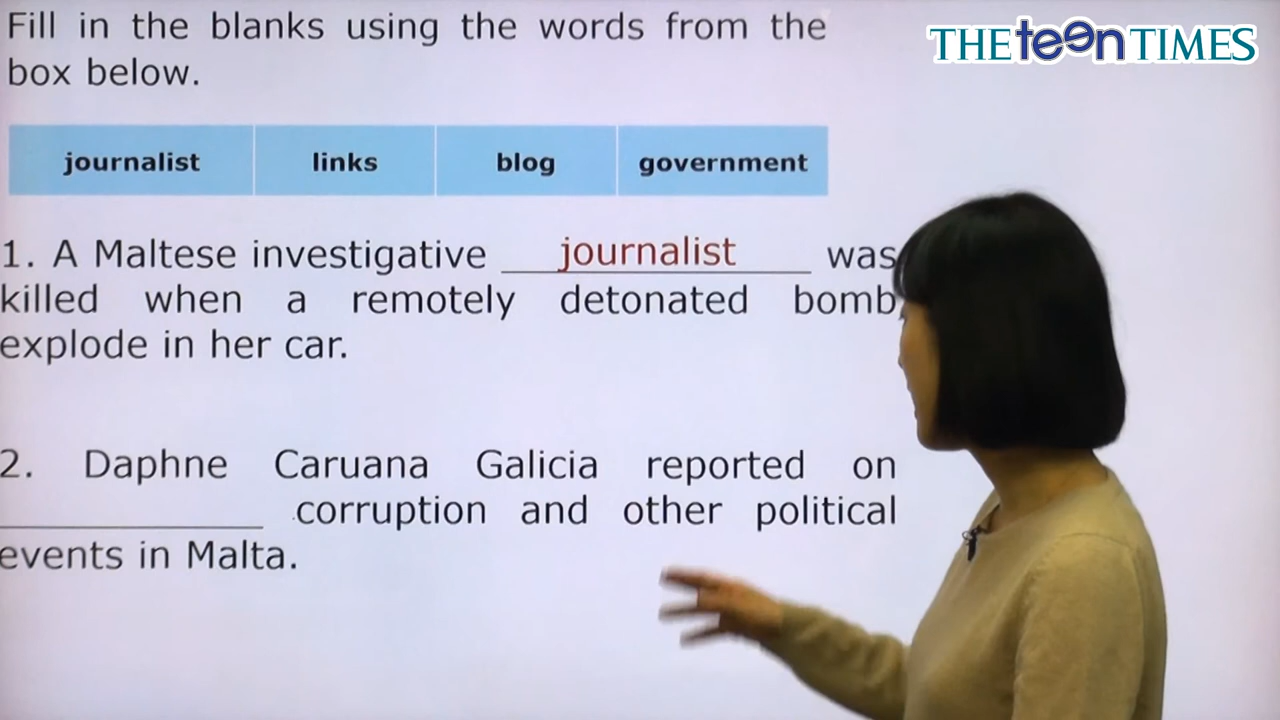 Fill in the blanks using the words from the
box below.
THE teen TIMES
journalist links blog government
1. A Maltese investigative journalist was
killed when a remotely detonated bomb
explode in her car.
2. Daphne Caruana Galicia reported on
corruption and other political
events in Malta.